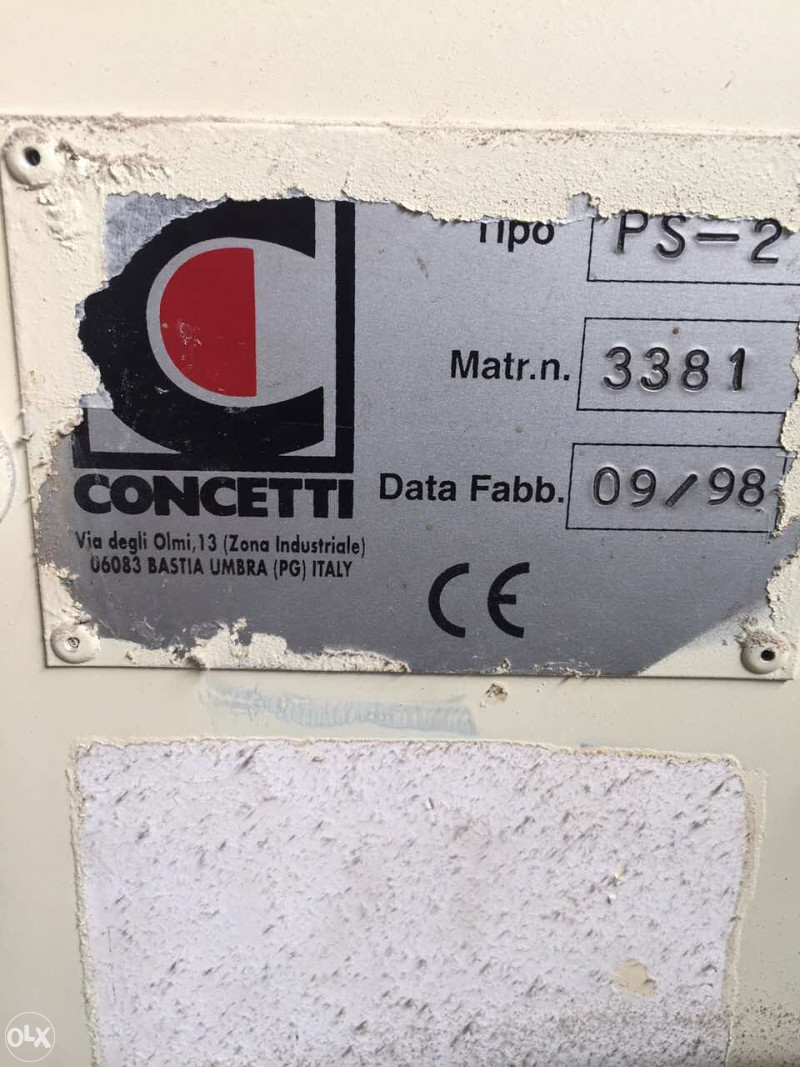 Tipo PS-2
Matr.n. 3381
Data Fabb. 09/98
CONCETTI
Via degli Olmi,13 (Zona Industriale)
06083 BASTIA UMBRA (PG) ITALY
CE
OLX